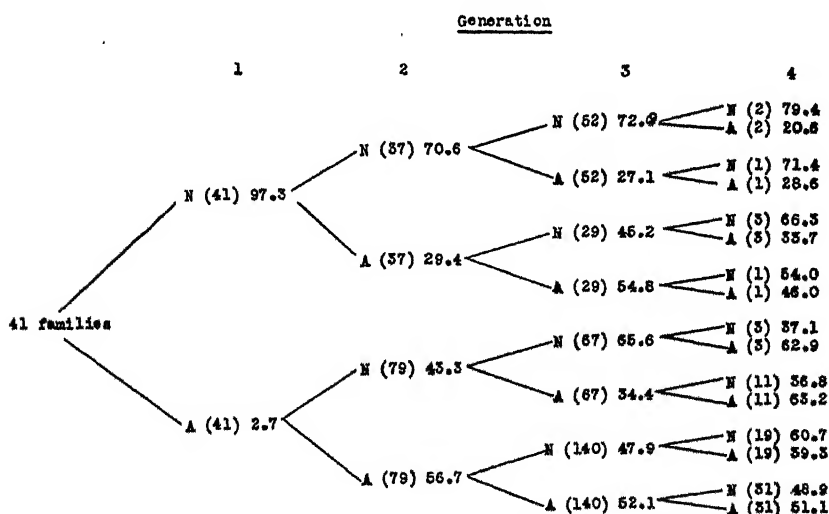 Generation
1 2 3 4
N (2) 79.4
N (52) 72.9
A (2) 20.6
N (37) 70.6
N (1) 71.4
A (52) 27.1
A (1) 28.6
N (41) 97.3
N (3) 66.3
N (29) 45.2
A (3) 33.7
A (37) 29.4
N (1) 54.0
A (29) 54.8
A (1) 46.0
41 families
N (3) 37.1
N (67) 65.6
A (3) 62.9
N (79) 43.3
N (11) 36.8
A (67) 34.4
A (11) 63.2
A (41) 2.7
N (19) 60.7
N (140) 47.9
A (19) 39.3
A (79) 56.7
N (31) 48.9
A (140) 52.1
A (31) 51.1